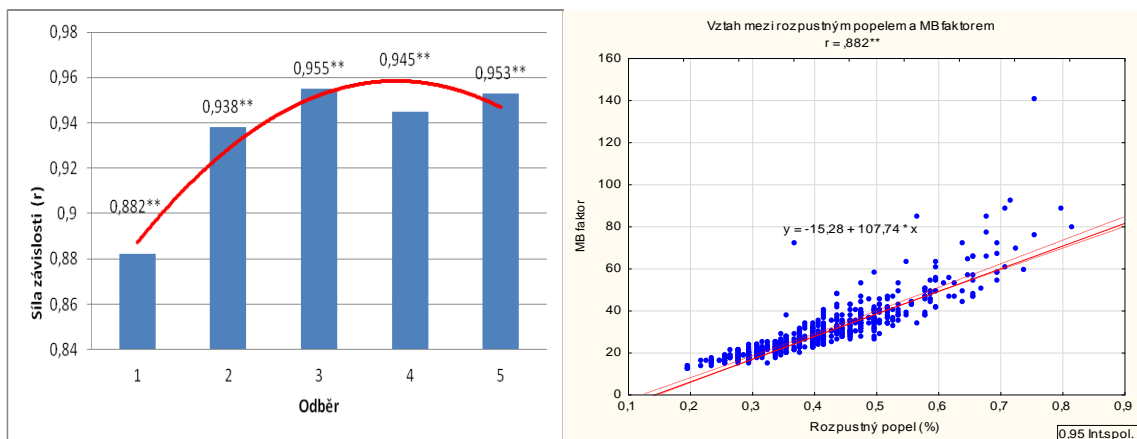 0,98
0,96
0,94
0,92
0,9
0,88
0,86
0,84
Síla závislosti (r)
0,882**
0,938**
0,955**
0,945**
0,953**
1 2 3 4 5
Odběr
Vztah mezi rozpustným popelem a MB faktorem
r = ,882**
160
140
120
100
80
60
40
20
0
MB faktor
y = -15,28 + 107,74 * x
0,1 0,2 0,3 0,4 0,5 0,6 0,7 0,8 0,9
Rozpustný popel (%)
0,95 Int.spol.